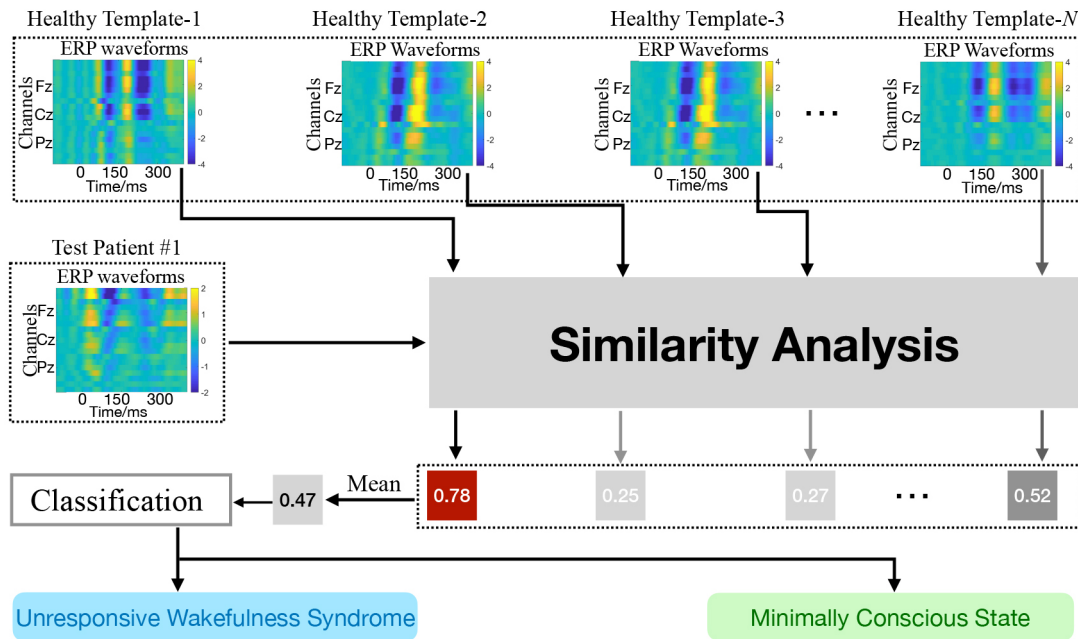 Healthy Template-1
Healthy Template-2
Healthy Template-3
Healthy Template-N
ERP waveforms
Channels
Fz
Cz
Pz
4
2
0
-2
-4
0 150 300
Time/ms
ERP Waveforms
Channels
Fz
Cz
Pz
4
2
0
-2
-4
0 150 300
Time/ms
ERP Waveforms
Channels
Fz
Cz
Pz
4
2
0
-2
-4
0 150 300
Time/ms
...
ERP Waveforms
Channels
Fz
Cz
Pz
4
2
0
-2
-4
0 150 300
Time/ms
Test Patient #1
ERP waveforms
Channels
Fz
Cz
Pz
2
1
0
-1
-2
0 150 300
Time/ms
Similarity Analysis
Classification
0.47
Mean
0.78
0.25
0.27
...
0.52
Unresponsive Wakefulness Syndrome
Minimally Conscious State